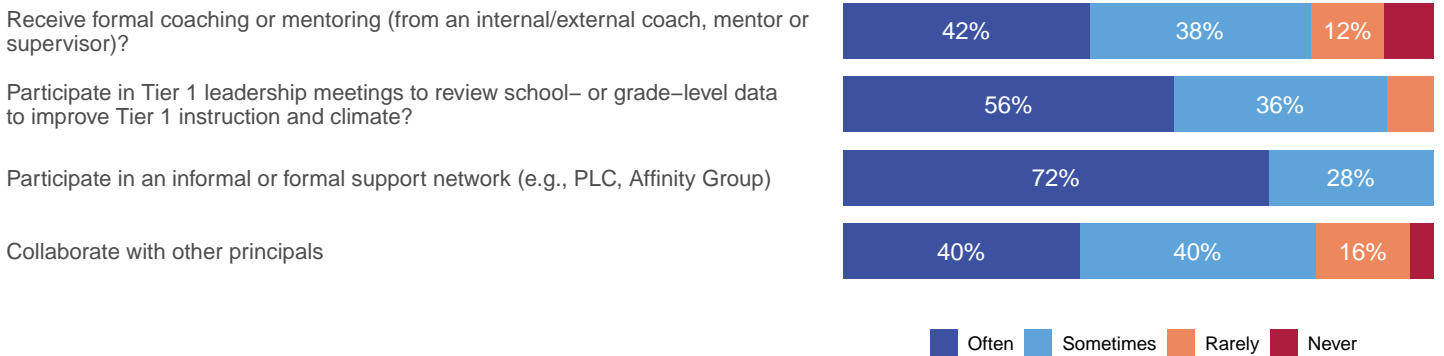 Receive formal coaching or mentoring (from an internal/external coach, mentor or
supervisor)?
42% 38% 12%
Participate in Tier 1 leadership meetings to review school− or grade−level data
to improve Tier 1 instruction and climate?
56% 36%
Participate in an informal or formal support network (e.g., PLC, Affinity Group)
72% 28%
Collaborate with other principals
40% 40% 16%
Often Sometimes Rarely Never